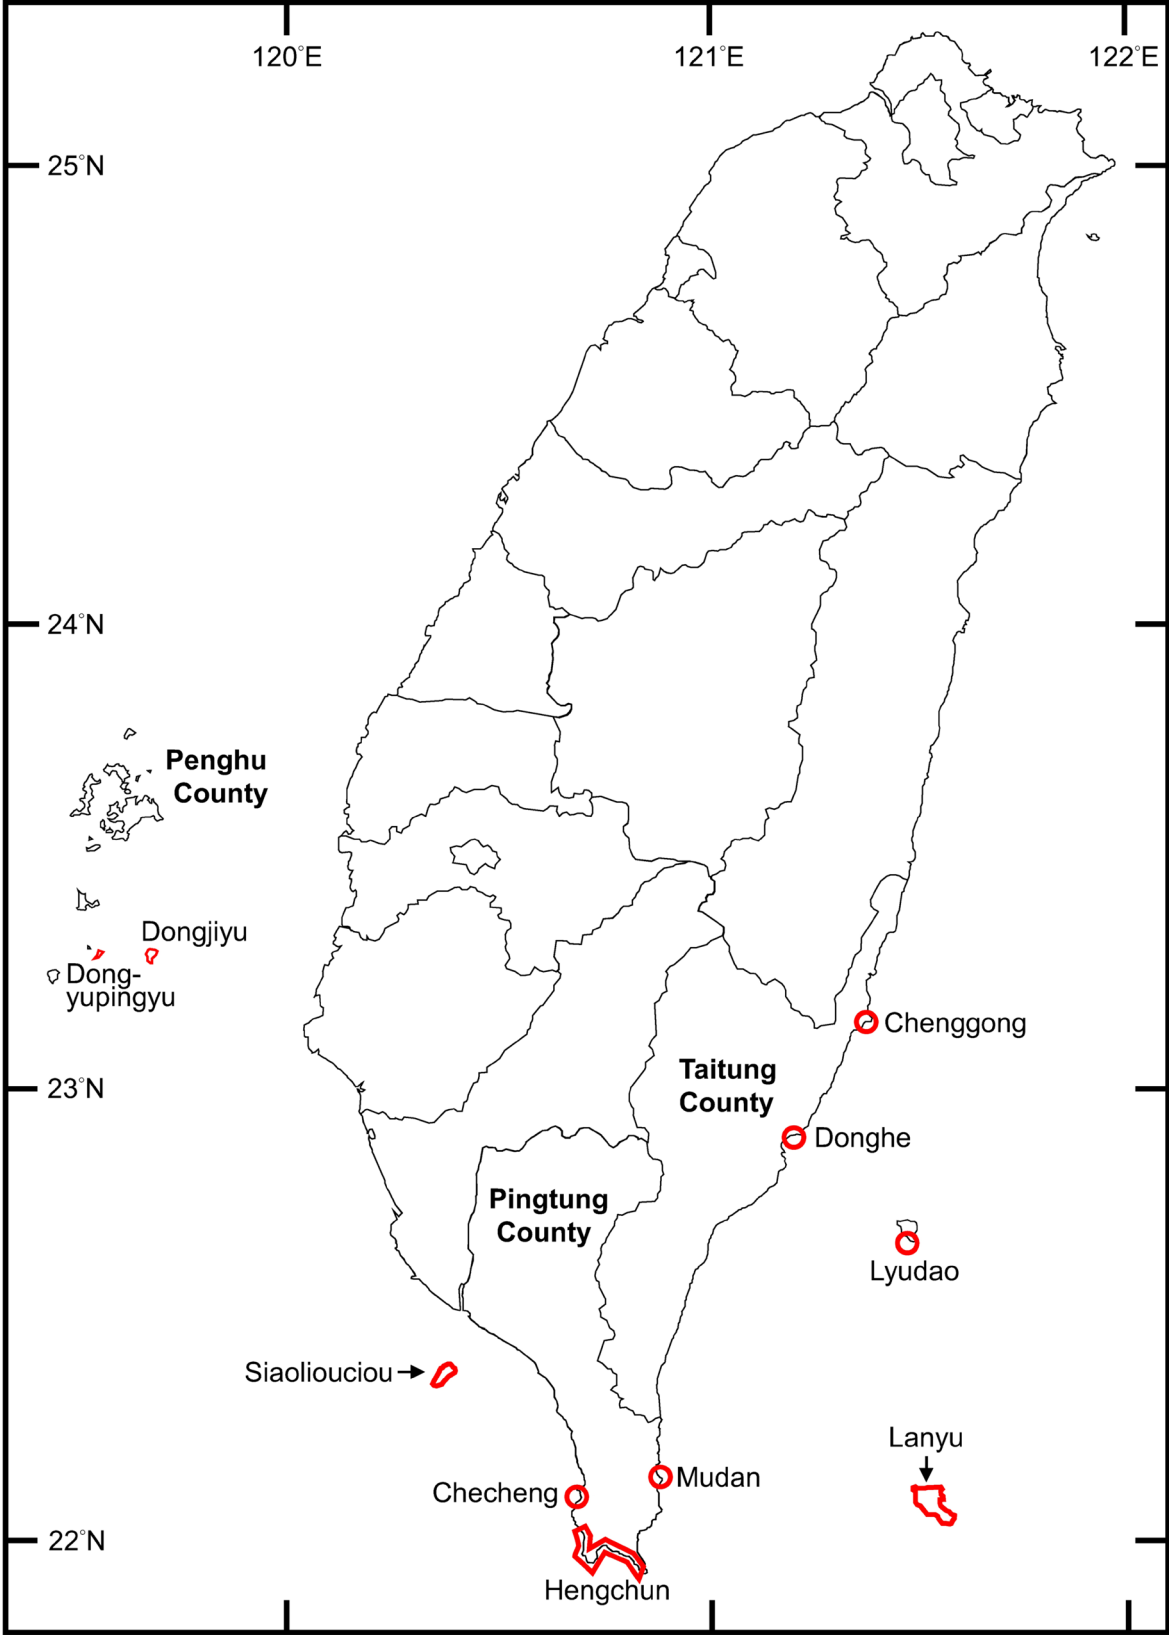 120°E
121°E
122°E
25°N
24°N
Penghu
County
Dongjiyu
Dong-
yupingyu
Chenggong
Taitung
County
23°N
Donghe
Pingtung
County
Lyudao
Siaoliouciou
Lanyu
Mudan
Checheng
22°N
Hengchun